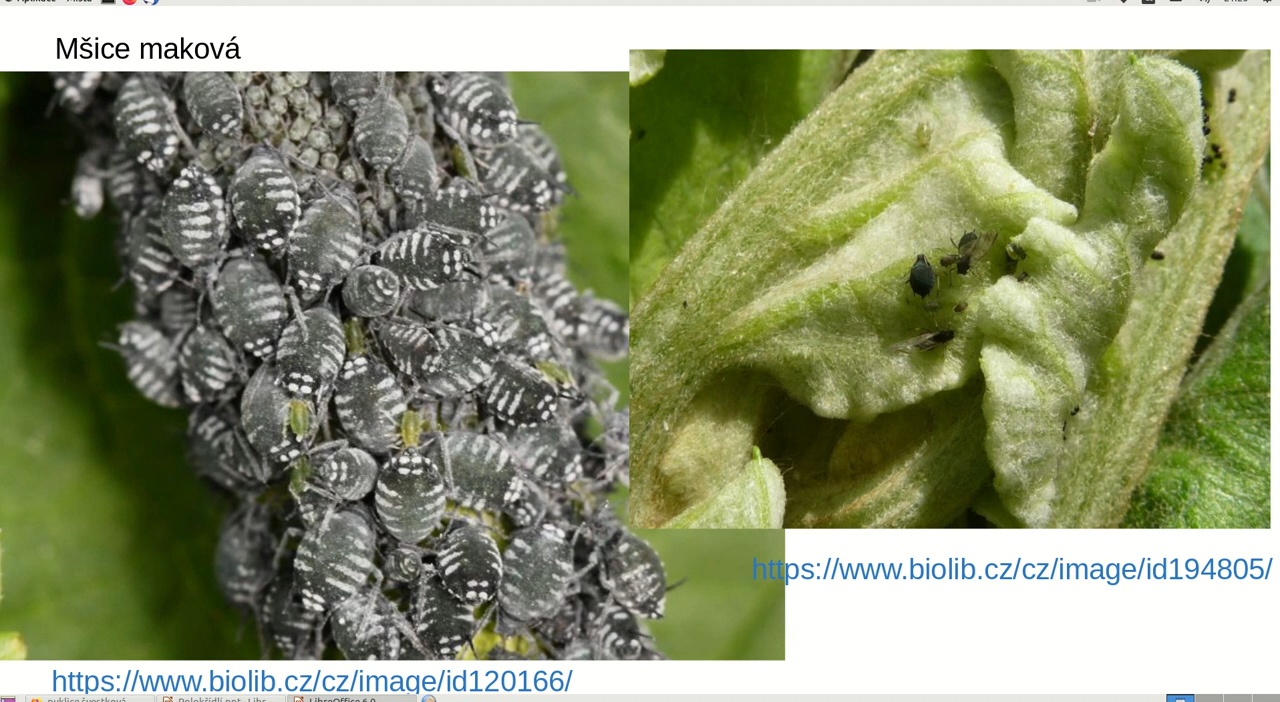 Mšice maková
https://www.biolib.cz/cz/image/id194805/
https://www.biolib.cz/cz/image/id120166/